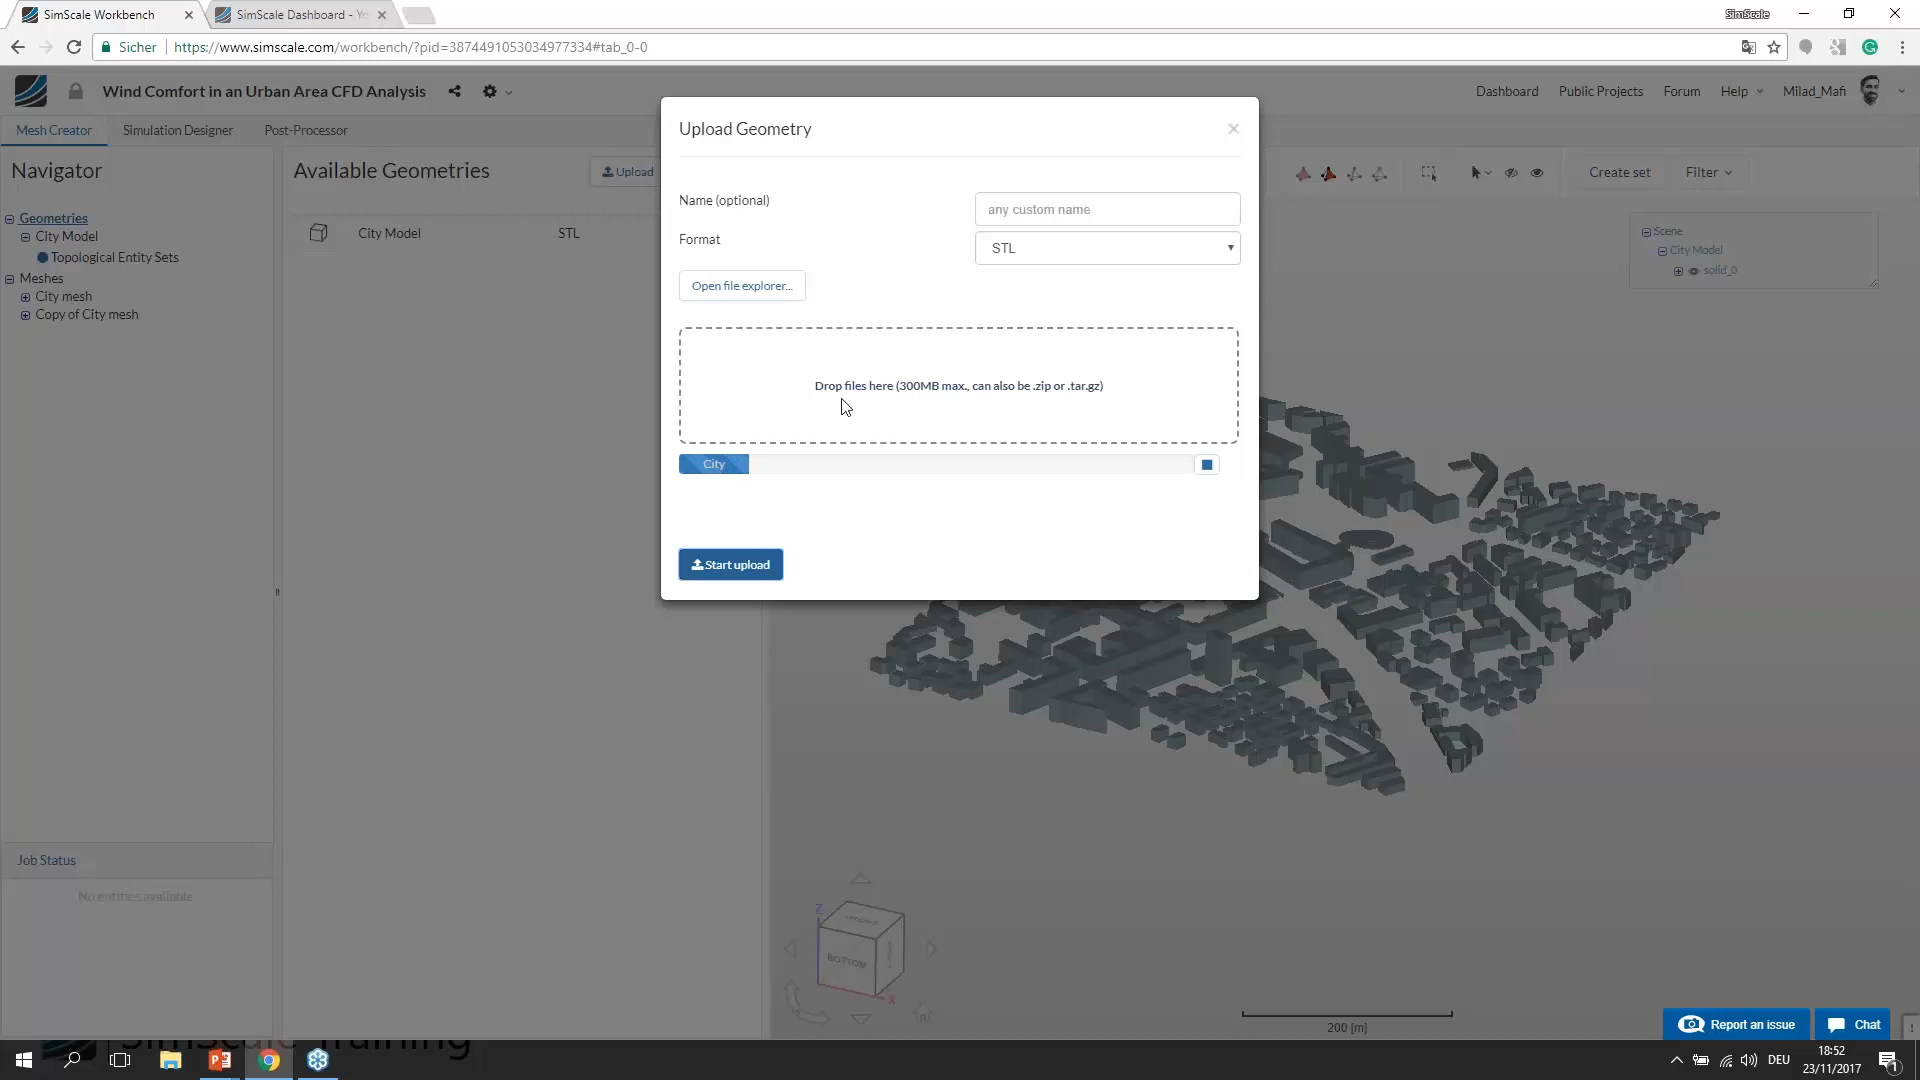 SimScale Workbench
SimScale Dashboard - Yo
SimScale
Sicher
https://www.simscale.com/workbench/?pid=3874491053034977334#tab_0-0
Wind Comfort in an Urban Area CFD Analysis
Dashboard
Public Projects
Forum
Help
Milad_Mafi
Mesh Creator
Simulation Designer
Post-Processor
Navigator
Geometries
City Model
Topological Entity Sets
Meshes
City mesh
Copy of City mesh
Job Status
No entities available
Available Geometries
Upload
City Model
STL
Upload Geometry
Name (optional)
any custom name
Format
STL
Open file explorer...
Drop files here (300MB max., can also be .zip or .tar.gz)
City
Start upload
Create set
Filter
Scene
City Model
solid_0
Z
BOTTOM
X
200 [m]
Report an issue
Chat
SimScale Training
DEU
18:52
23/11/2017
1